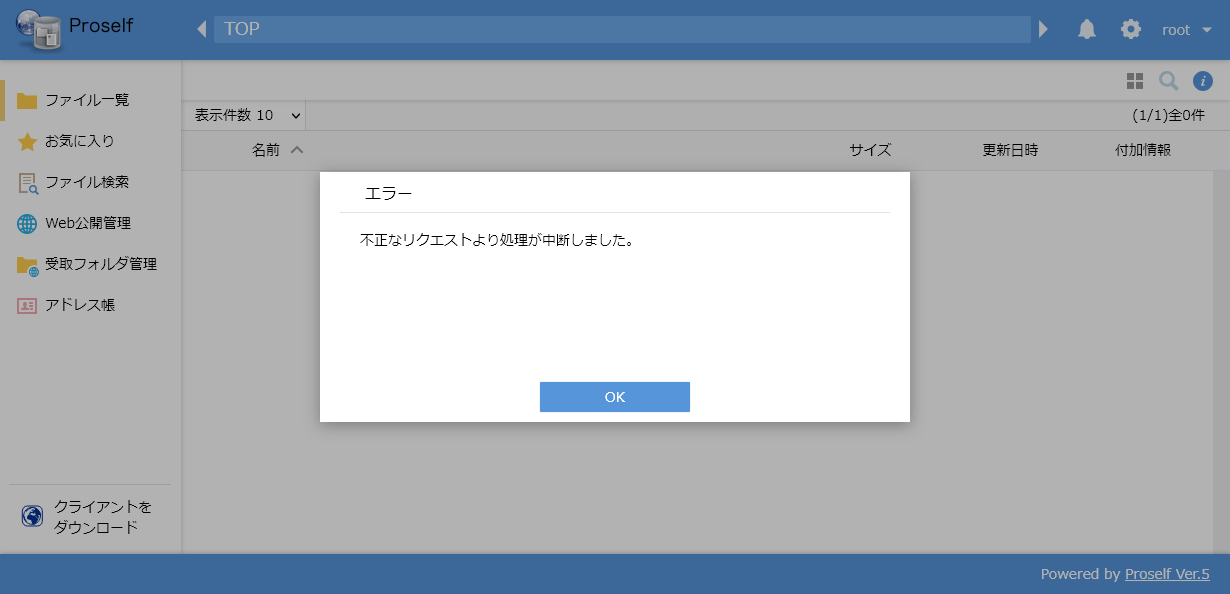 Proself
TOP
root
ファイル一覧
お気に入り
ファイル検索
Web公開管理
受取フォルダ管理
アドレス帳
クライアントを
ダウンロード
表示件数 10
(1/1)全0件
名前 サイズ 更新日時 付加情報
エラー
不正なリクエストより処理が中断しました。
OK
Powered by Proself Ver.5